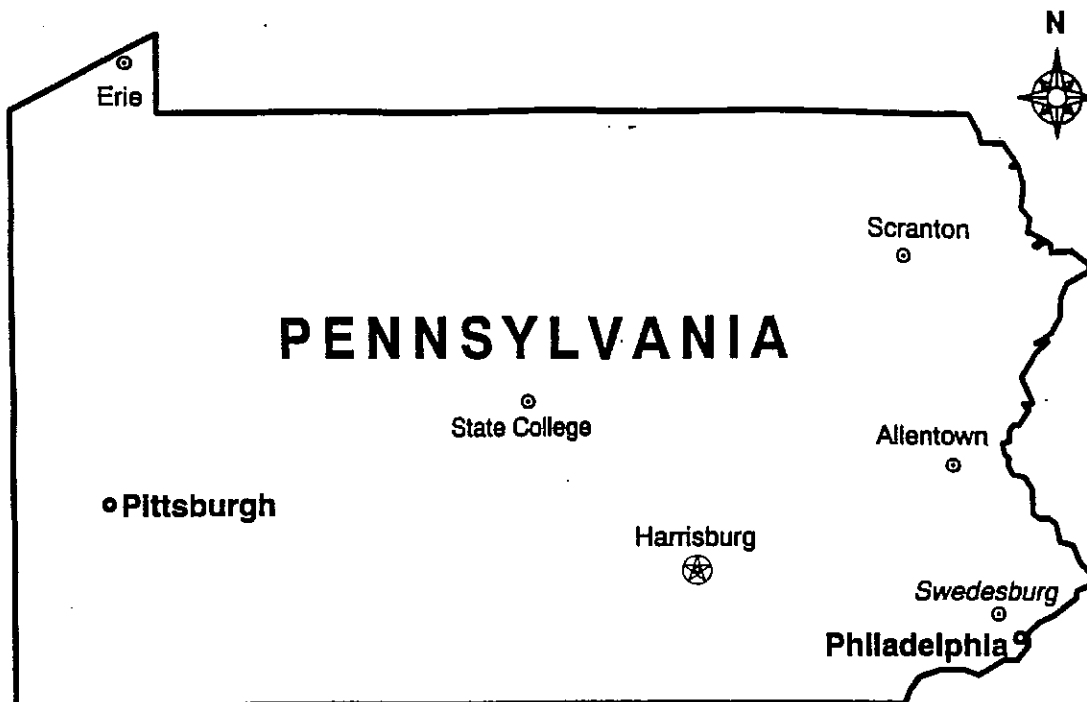 N
Erie
Scranton
PENNSYLVANIA
State College
Allentown
Pittsburgh
Harrisburg
Swedesburg
Philadelphia